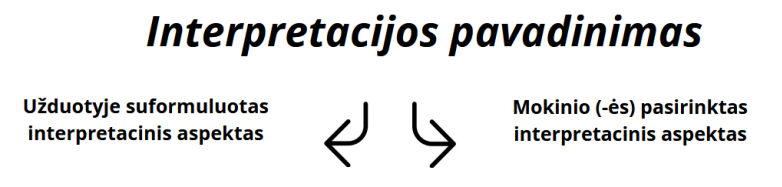 Interpretacijos pavadinimas
Užduotyje suformuluotas
interpretacinis aspektas
Mokinio (-ės) pasirinktas
interpretacinis aspektas